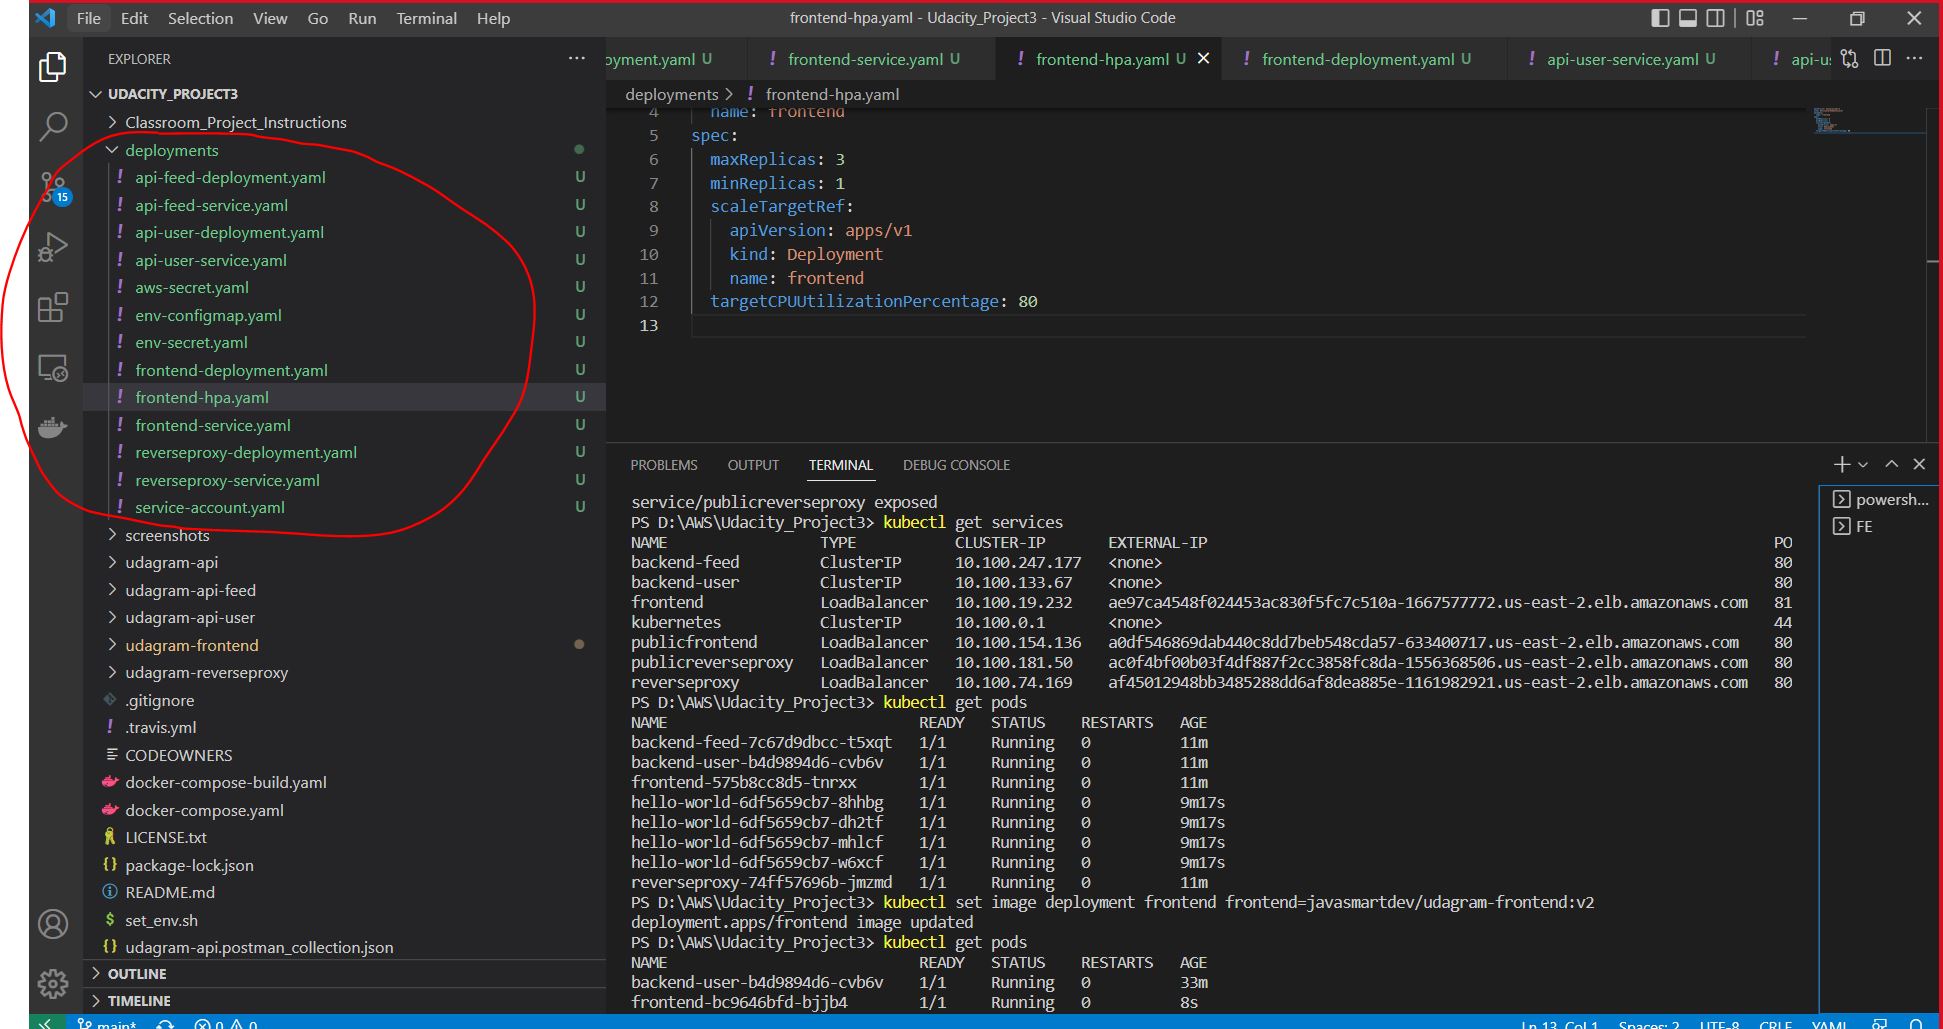 File Edit Selection View Go Run Terminal Help
frontend-hpa.yaml - Udacity_Project3 - Visual Studio Code
EXPLORER
UDACITY_PROJECT3
Classroom_Project_Instructions
deployments
api-feed-deployment.yaml U
api-feed-service.yaml U
api-user-deployment.yaml U
api-user-service.yaml U
aws-secret.yaml U
env-configmap.yaml U
env-secret.yaml U
frontend-deployment.yaml U
frontend-hpa.yaml U
frontend-service.yaml U
reverseproxy-deployment.yaml U
reverseproxy-service.yaml U
service-account.yaml U
screenshots
udagram-api
udagram-api-feed
udagram-api-user
udagram-frontend
udagram-reverseproxy
.gitignore
.travis.yml
CODEOWNERS
docker-compose-build.yaml
docker-compose.yaml
LICENSE.txt
package-lock.json
README.md
set_env.sh
udagram-api.postman_collection.json
OUTLINE
TIMELINE
15
oyment.yaml U
frontend-service.yaml U
frontend-hpa.yaml U
frontend-deployment.yaml U
api-user-service.yaml U
api-u
deployments > frontend-hpa.yaml
4 name: frontend
5 spec:
6 maxReplicas: 3
7 minReplicas: 1
8 scaleTargetRef:
9 apiVersion: apps/v1
10 kind: Deployment
11 name: frontend
12 targetCPUUtilizationPercentage: 80
13
PROBLEMS OUTPUT TERMINAL DEBUG CONSOLE
powersh...
FE
service/publicreverseproxy exposed
PS D:\AWS\Udacity_Project3> kubectl get services
NAME TYPE CLUSTER-IP EXTERNAL-IP PO
backend-feed ClusterIP 10.100.247.177 <none> 80
backend-user ClusterIP 10.100.133.67 <none> 80
frontend LoadBalancer 10.100.19.232 ae97ca4548f024453ac830f5fc7c510a-1667577772.us-east-2.elb.amazonaws.com 81
kubernetes ClusterIP 10.100.0.1 <none> 44
publicfrontend LoadBalancer 10.100.154.136 a0df546869dab440c8dd7beb548cda57-633400717.us-east-2.elb.amazonaws.com 80
publicreverseproxy LoadBalancer 10.100.181.50 ac0f4bf00b03f4df887f2cc3858fc8da-1556368506.us-east-2.elb.amazonaws.com 80
reverseproxy LoadBalancer 10.100.74.169 af45012948bb3485288dd6af8dea885e-1161982921.us-east-2.elb.amazonaws.com 80
PS D:\AWS\Udacity_Project3> kubectl get pods
NAME READY STATUS RESTARTS AGE
backend-feed-7c67d9dbcc-t5xqt 1/1 Running 0 11m
backend-user-b4d9894d6-cvb6v 1/1 Running 0 11m
frontend-575b8cc8d5-tnrxx 1/1 Running 0 11m
hello-world-6df5659cb7-8hhbg 1/1 Running 0 9m17s
hello-world-6df5659cb7-dh2tf 1/1 Running 0 9m17s
hello-world-6df5659cb7-mhlcf 1/1 Running 0 9m17s
hello-world-6df5659cb7-w6xcf 1/1 Running 0 9m17s
reverseproxy-74ff57696b-jmzmd 1/1 Running 0 11m
PS D:\AWS\Udacity_Project3> kubectl set image deployment frontend frontend=javasmartdev/udagram-frontend:v2
deployment.apps/frontend image updated
PS D:\AWS\Udacity_Project3> kubectl get pods
NAME READY STATUS RESTARTS AGE
backend-user-b4d9894d6-cvb6v 1/1 Running 0 33m
frontend-bc9646bfd-bjjb4 1/1 Running 0 8s
main* 0 0 Ln 13, Col 1 Spaces: 2 UTF-8 CRLF YAML